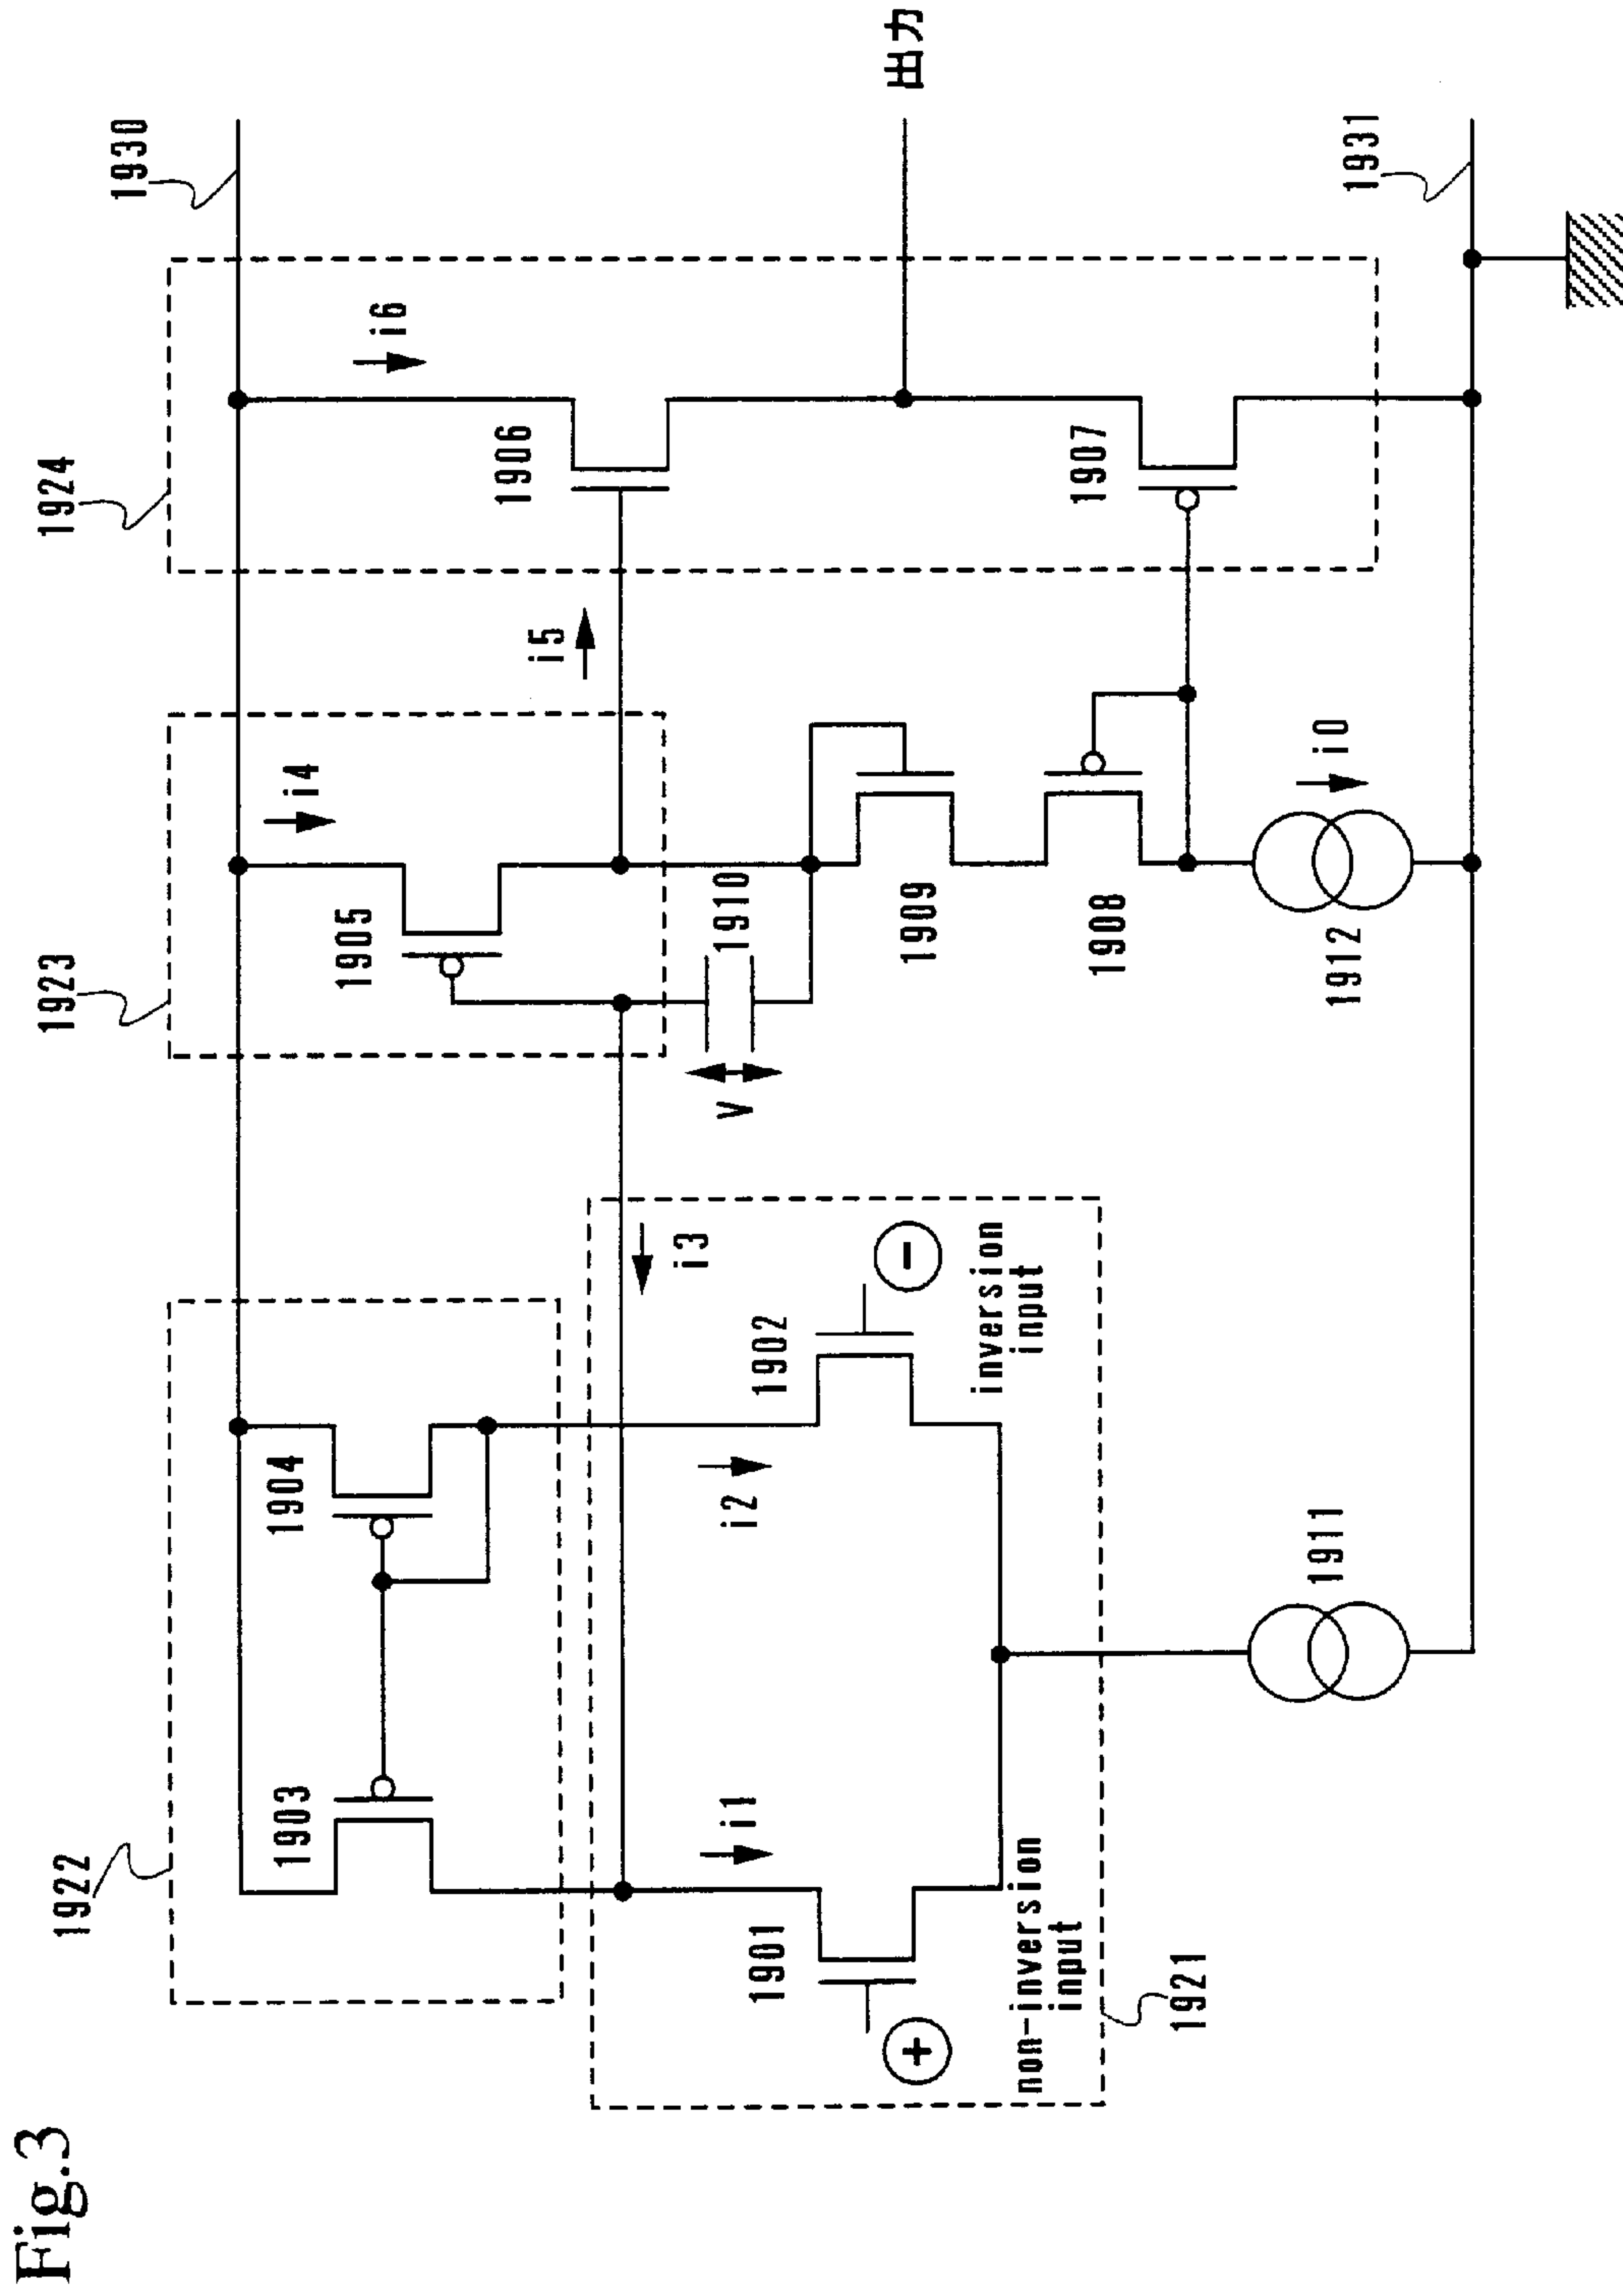 Fig.3
1922
1923
1924
1930
1903
1904
1905
i4
i6
1906
i5
i3
V
1910
1901
i1
i2
1902
+
−
non-inversion
input
inversion
input
1909
1908
1907
出力
1921
1911
1912
i0
1931